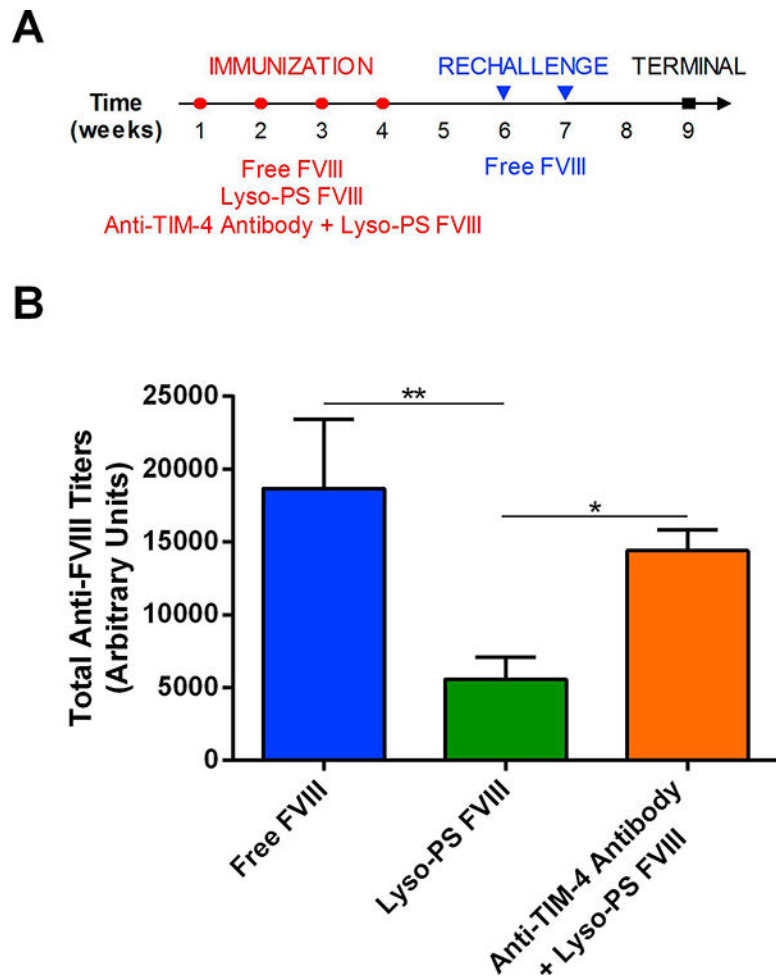 A
IMMUNIZATION RECHALLENGE TERMINAL
Time
(weeks)
1 2 3 4 5 6 7 8 9
Free FVIII Free FVIII
Lyso-PS FVIII
Anti-TIM-4 Antibody + Lyso-PS FVIII
B
Total Anti-FVIII Titers
(Arbitrary Units)
25000
20000
15000
10000
5000
0
**
*
Free FVIII
Lyso-PS FVIII
Anti-TIM-4 Antibody
+ Lyso-PS FVIII